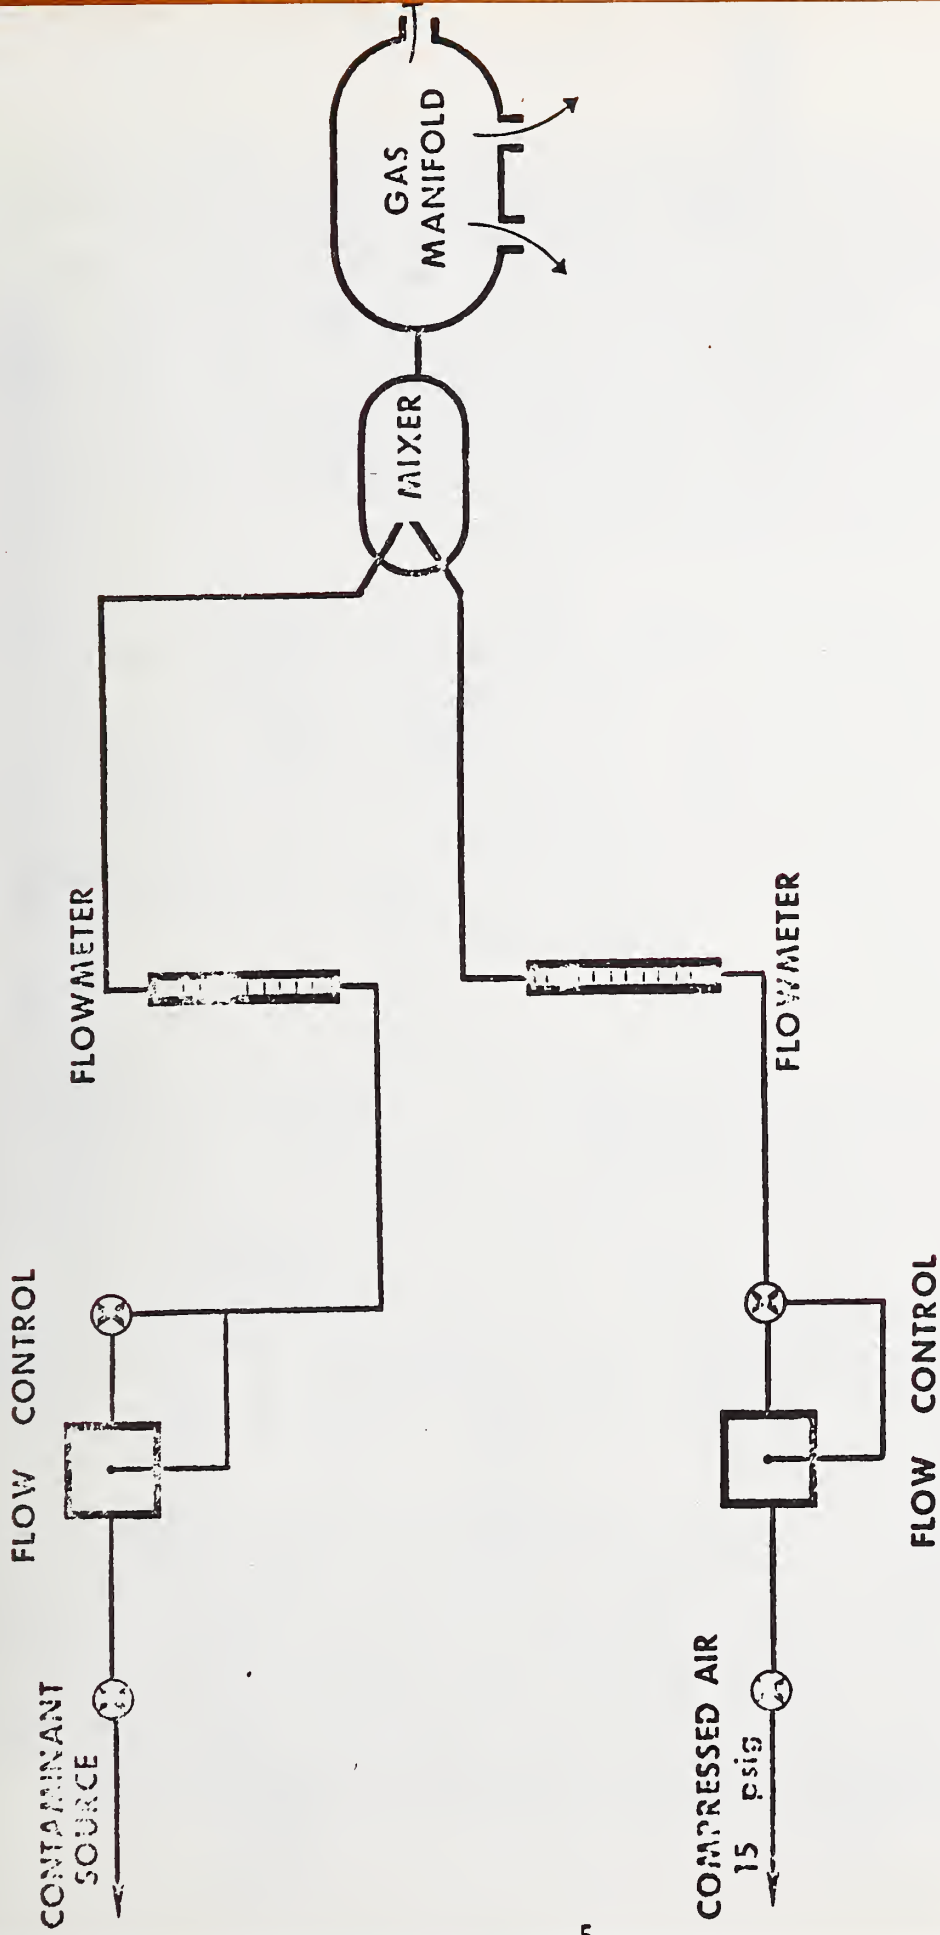 CONTAMINANT
SOURCE
FLOW CONTROL
FLOWMETER
MIXER
GAS
MANIFOLD
COMPRESSED AIR
15 psig
FLOW CONTROL
FLOWMETER
5